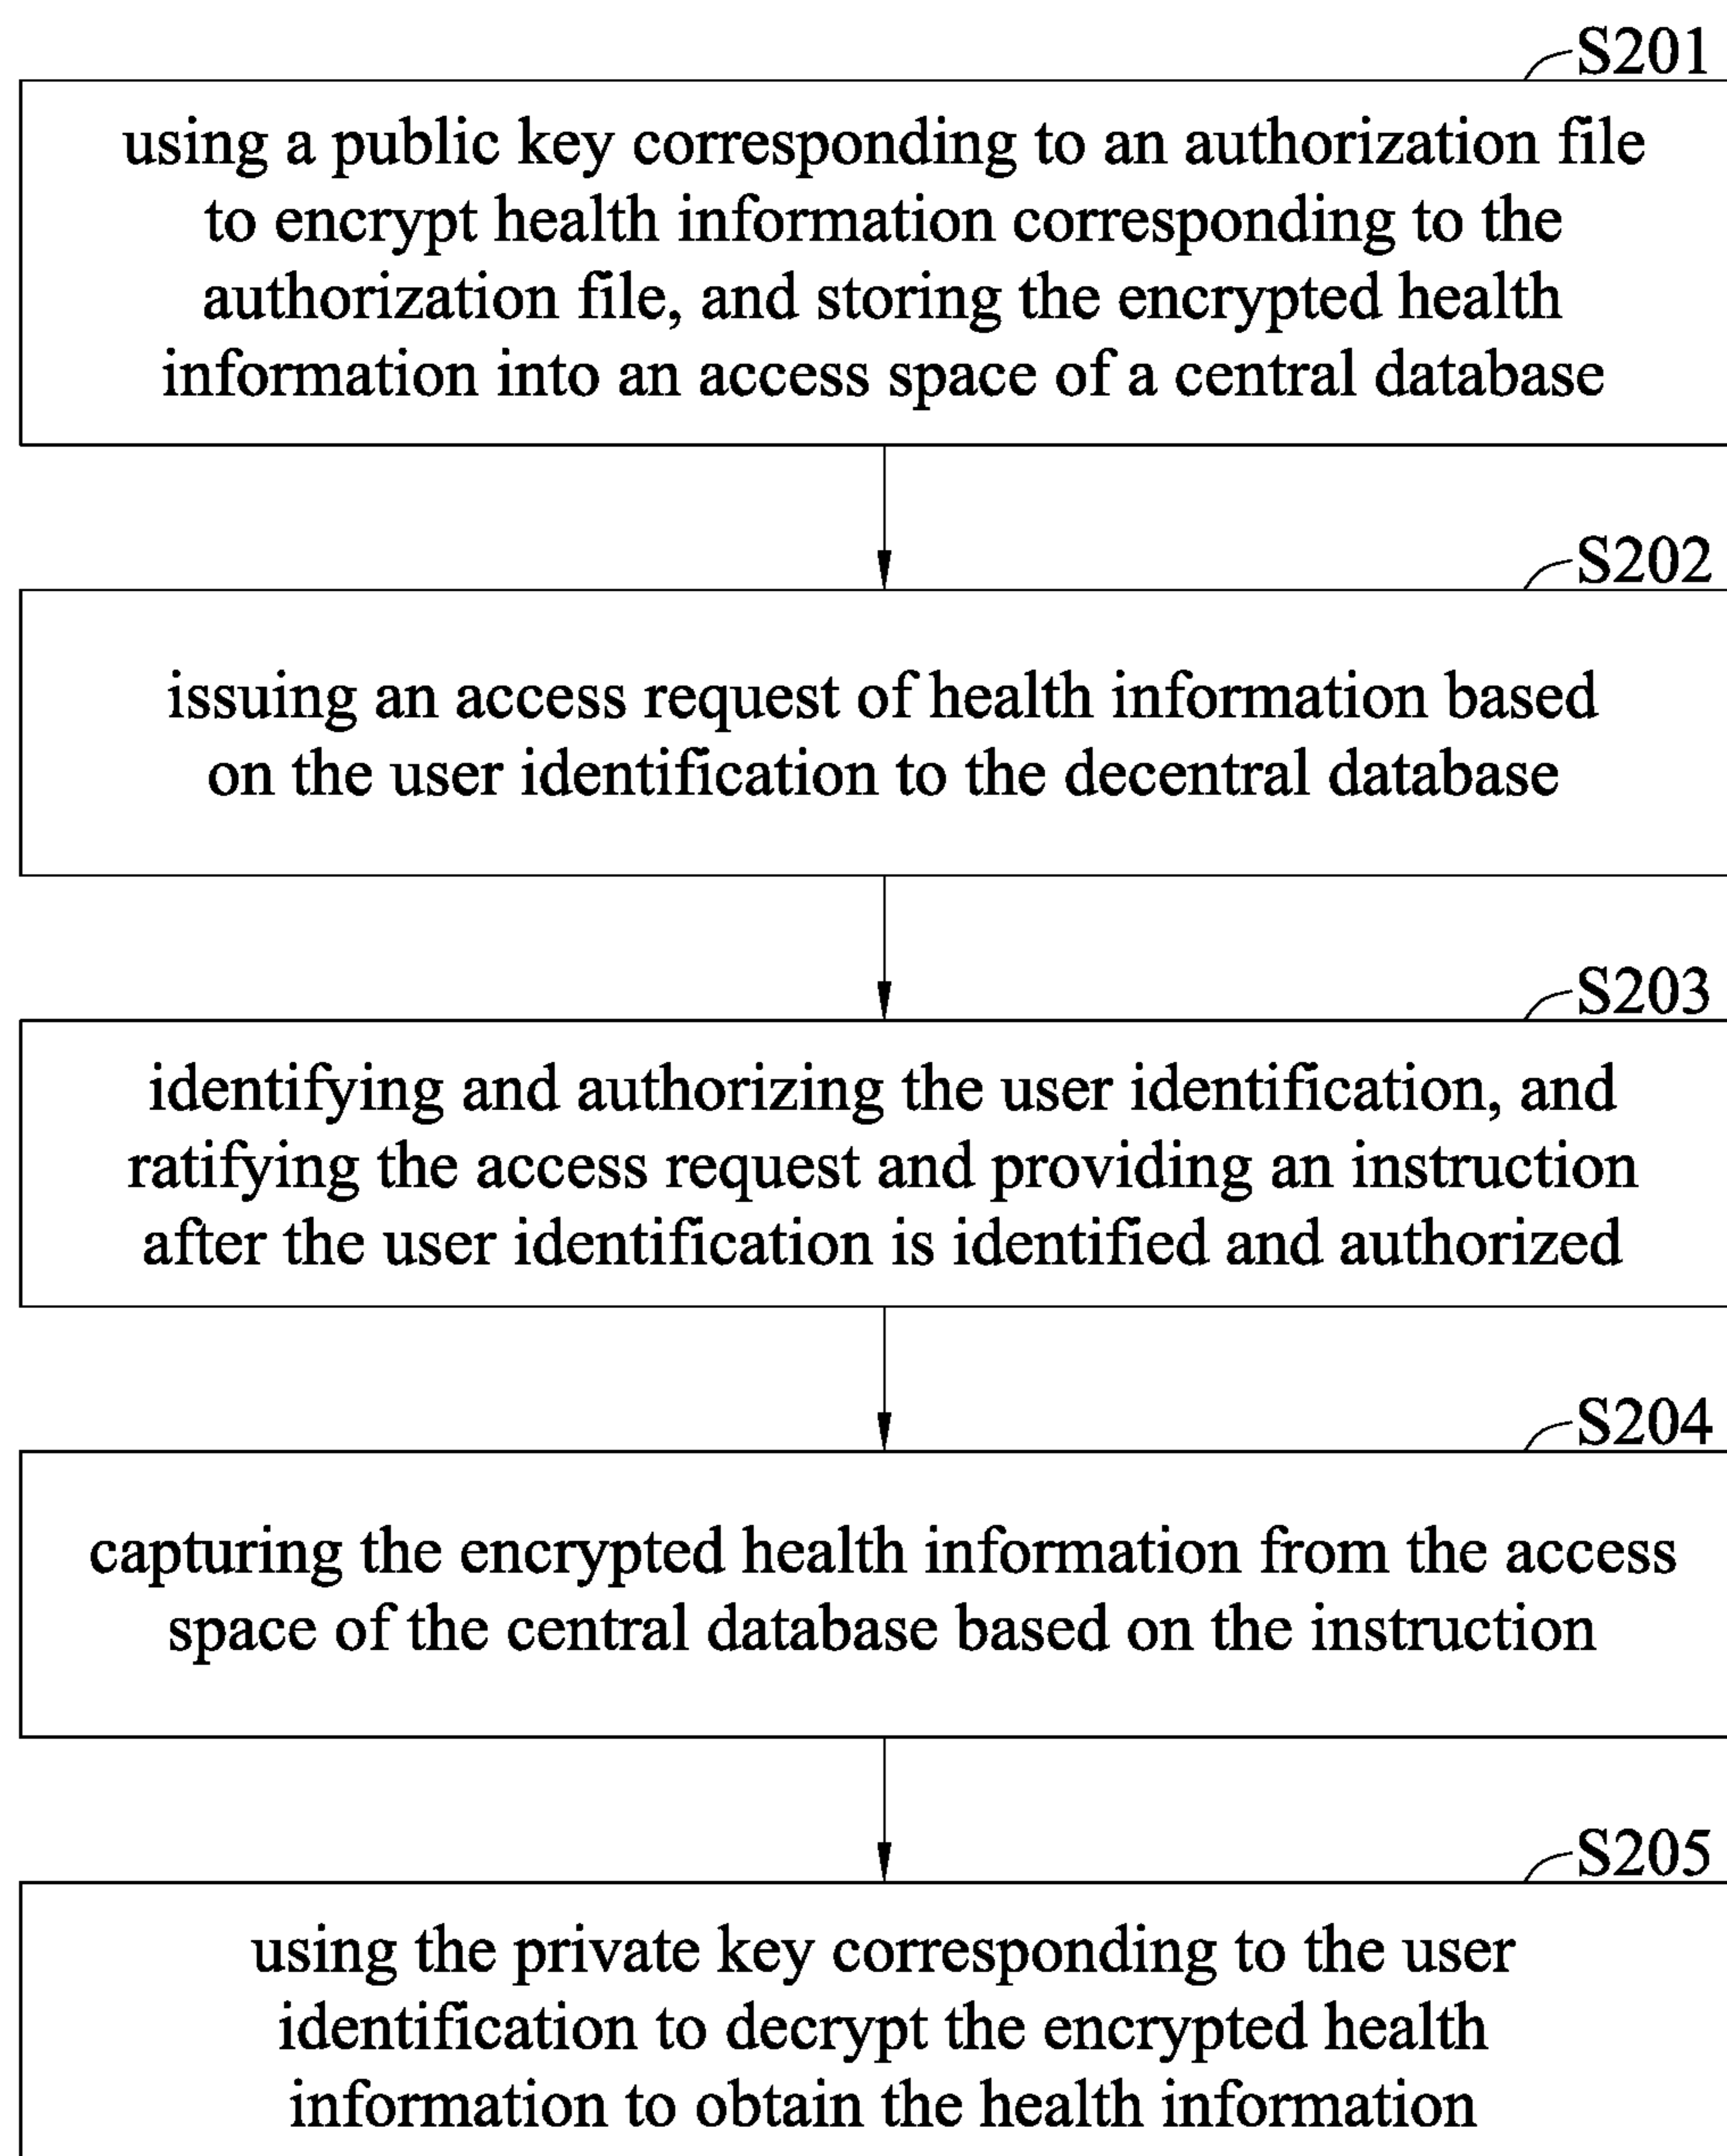 S201
using a public key corresponding to an authorization file
to encrypt health information corresponding to the
authorization file, and storing the encrypted health
information into an access space of a central database
S202
issuing an access request of health information based
on the user identification to the decentral database
S203
identifying and authorizing the user identification, and
ratifying the access request and providing an instruction
after the user identification is identified and authorized
S204
capturing the encrypted health information from the access
space of the central database based on the instruction
S205
using the private key corresponding to the user
identification to decrypt the encrypted health
information to obtain the health information